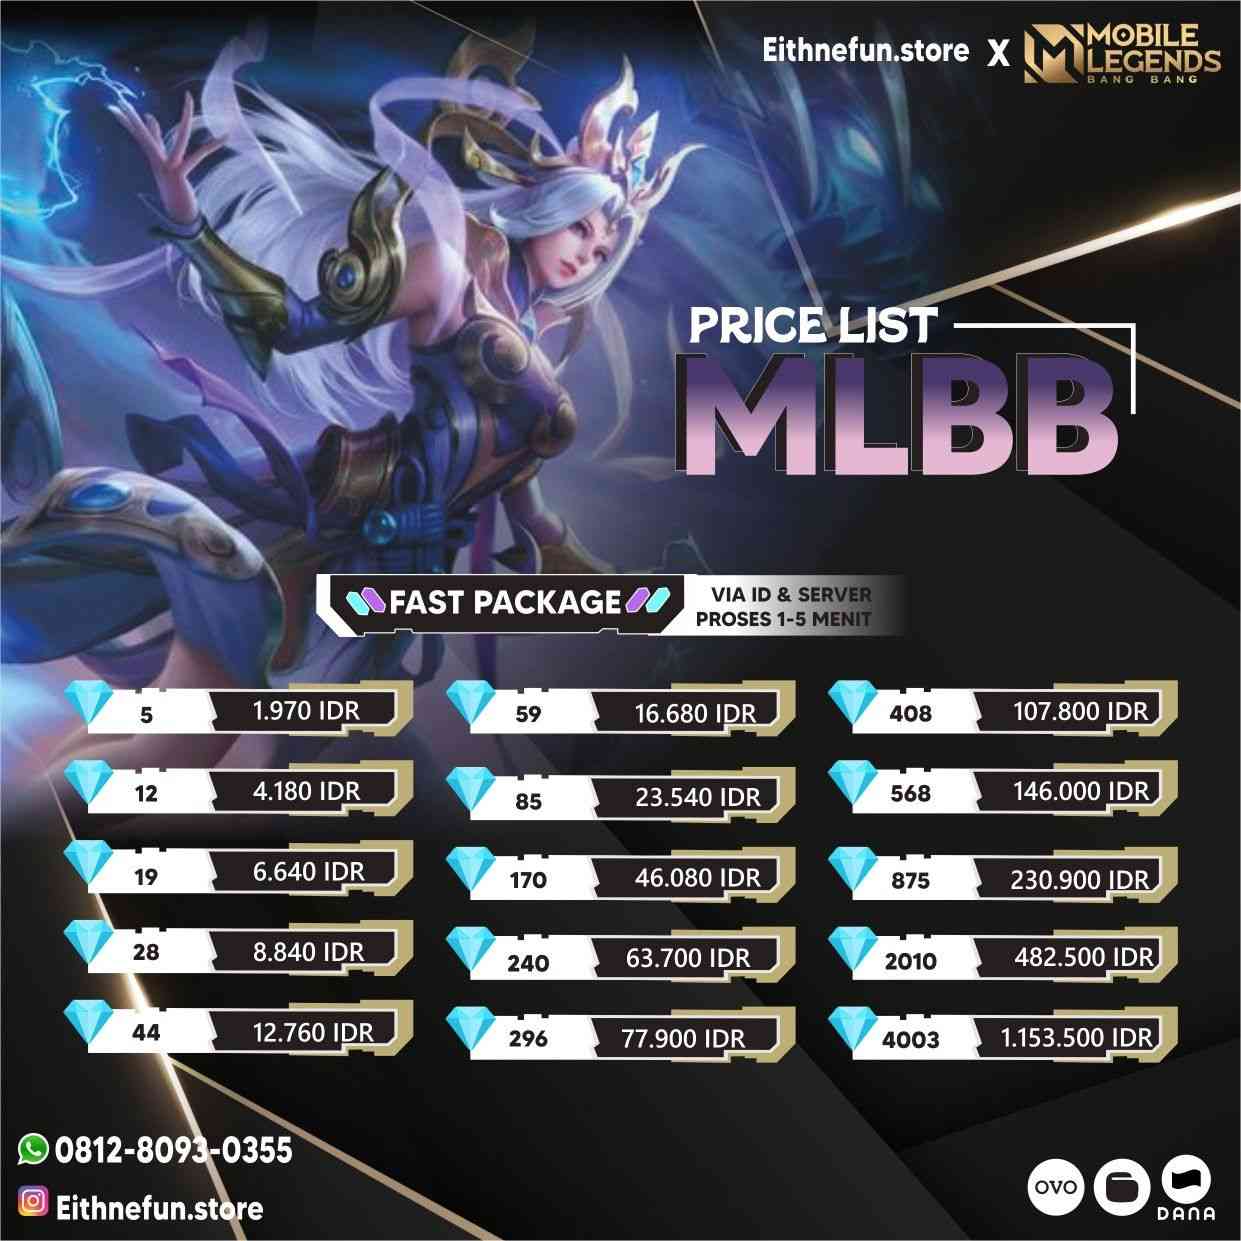 Eithnefun.store X MOBILE LEGENDS
BANG BANG
PRICE LIST
MLBB
FAST PACKAGE
VIA ID & SERVER
PROSES 1-5 MENIT
5 1.970 IDR
12 4.180 IDR
19 6.640 IDR
28 8.840 IDR
44 12.760 IDR
59 16.680 IDR
85 23.540 IDR
170 46.080 IDR
240 63.700 IDR
296 77.900 IDR
408 107.800 IDR
568 146.000 IDR
875 230.900 IDR
2010 482.500 IDR
4003 1.153.500 IDR
0812-8093-0355
Eithnefun.store
OVO
DANA